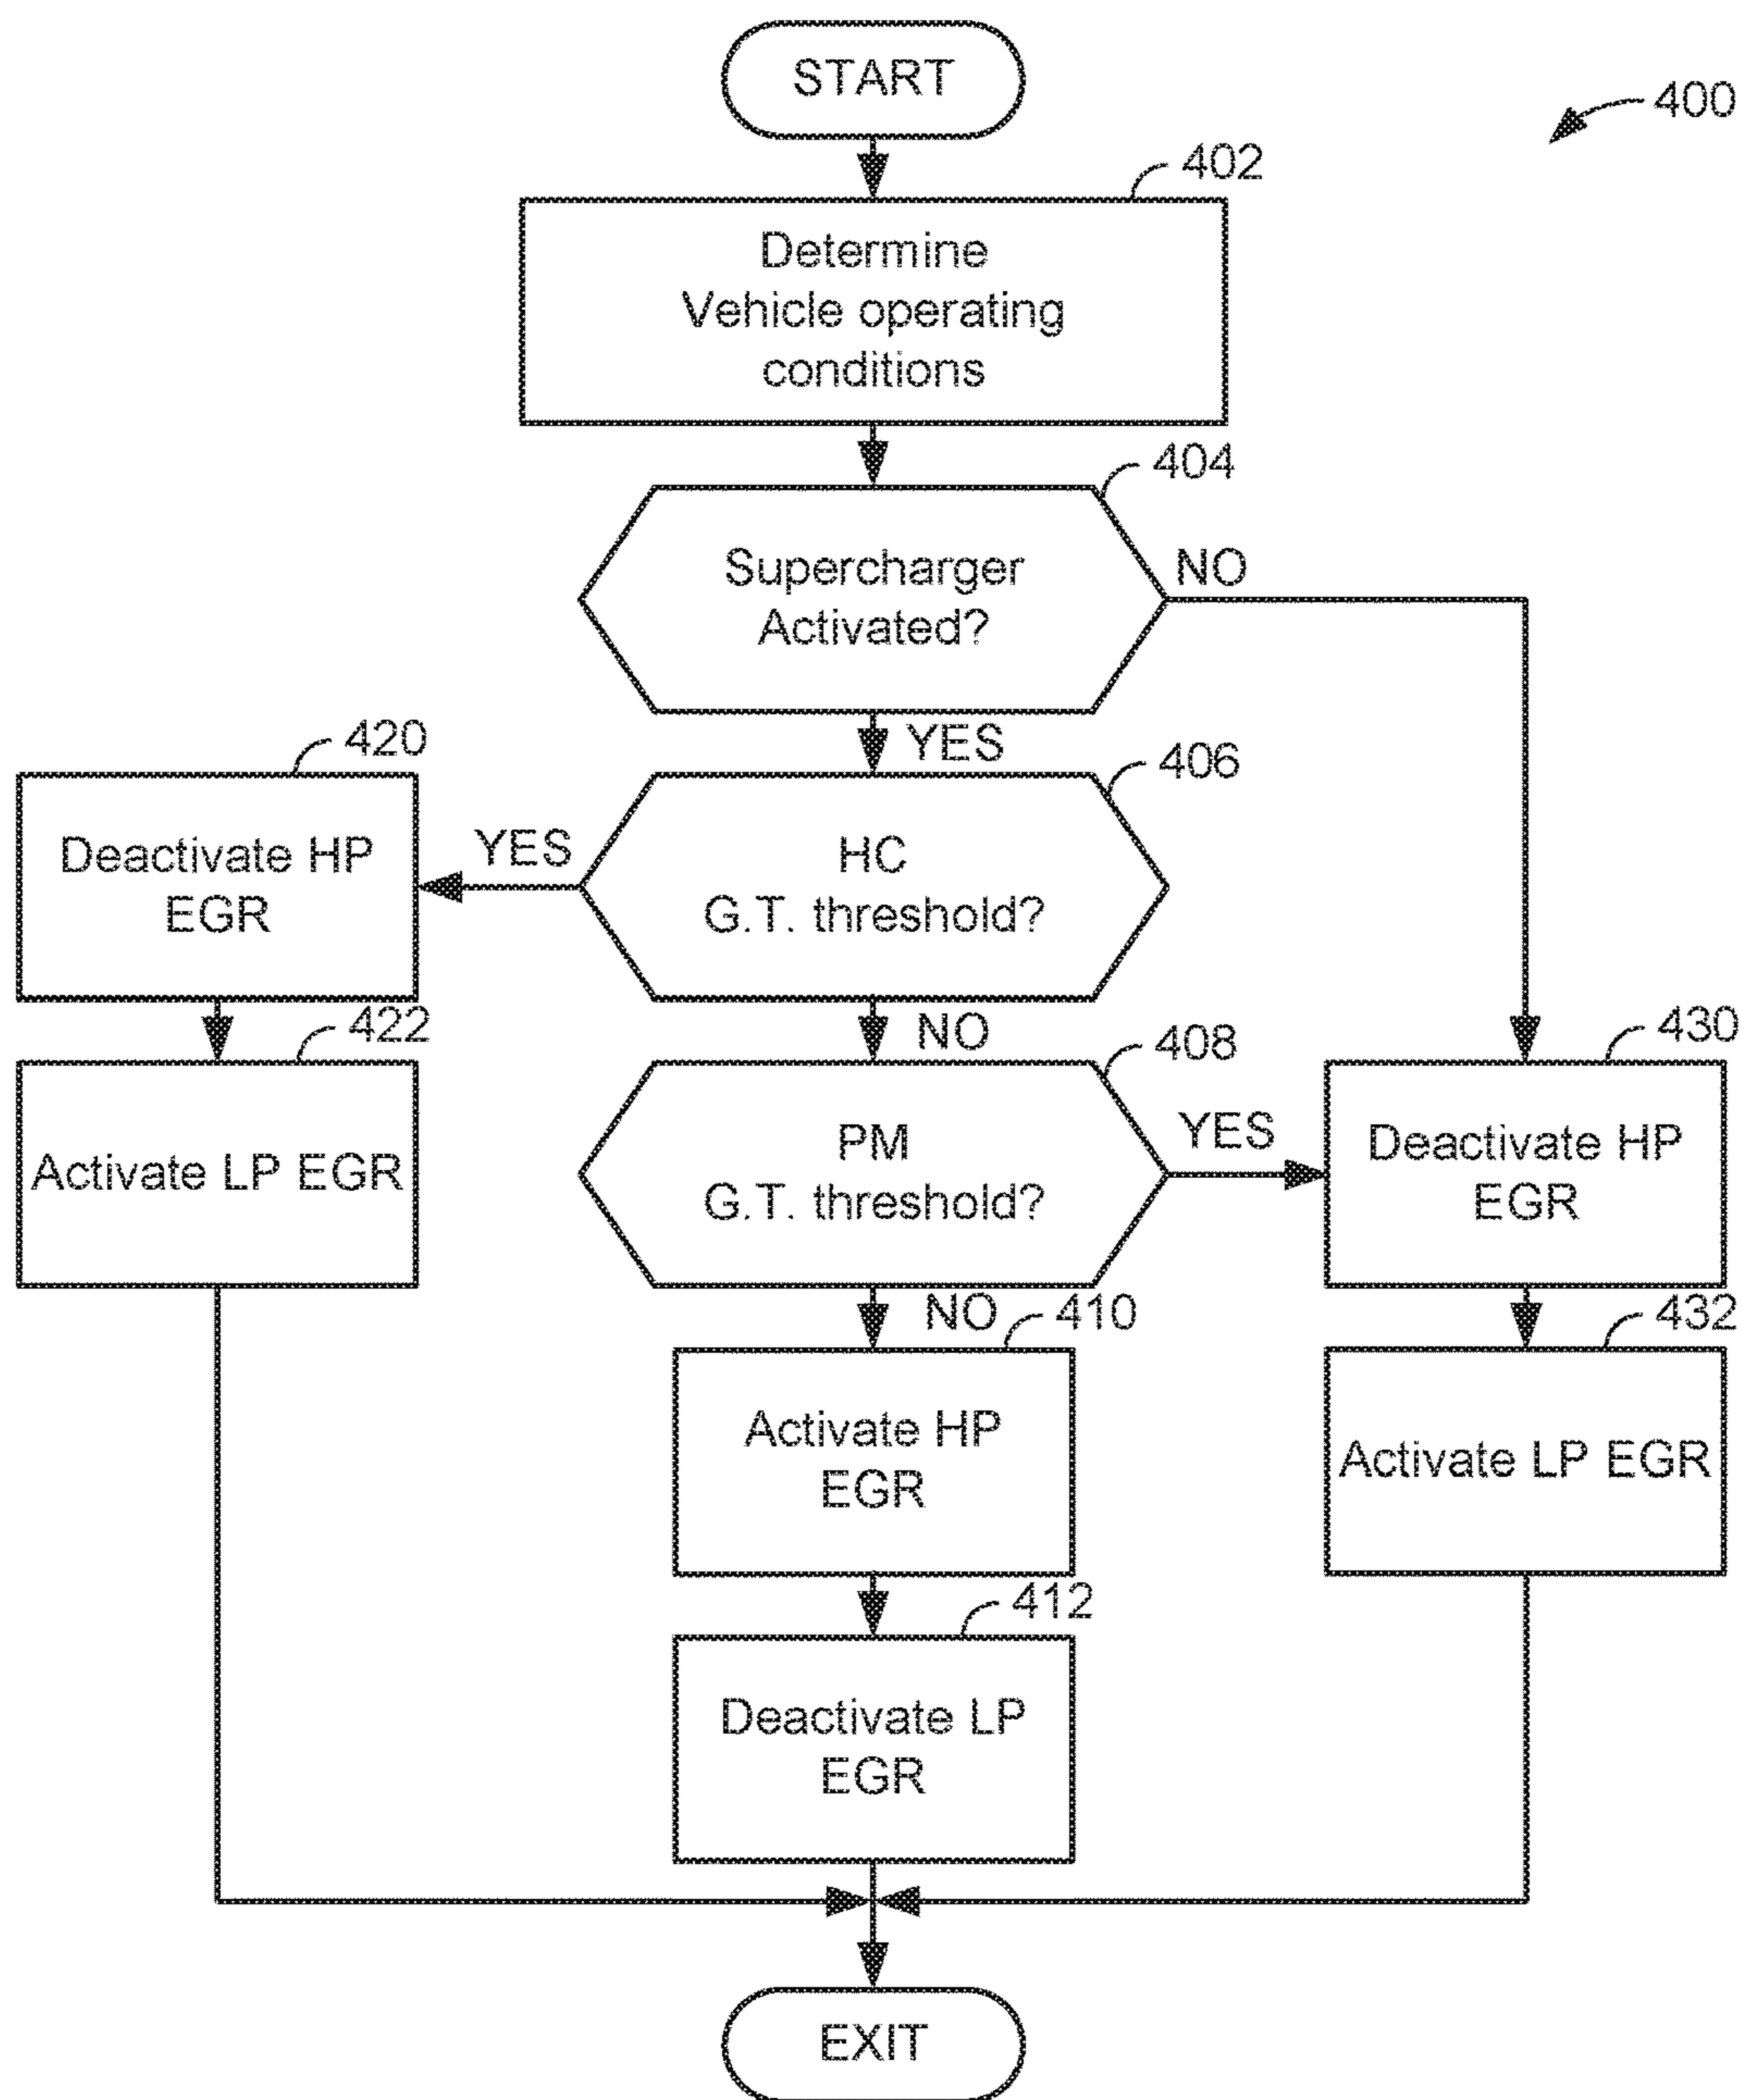 START
400
402
Determine
Vehicle operating
conditions
404
Supercharger
Activated?
NO
YES
420
406
Deactivate HP
EGR
YES
HC
G.T. threshold?
422
NO
408
430
Activate LP EGR
PM
G.T. threshold?
YES
Deactivate HP
EGR
NO
410
432
Activate HP
EGR
Activate LP EGR
412
Deactivate LP
EGR
EXIT